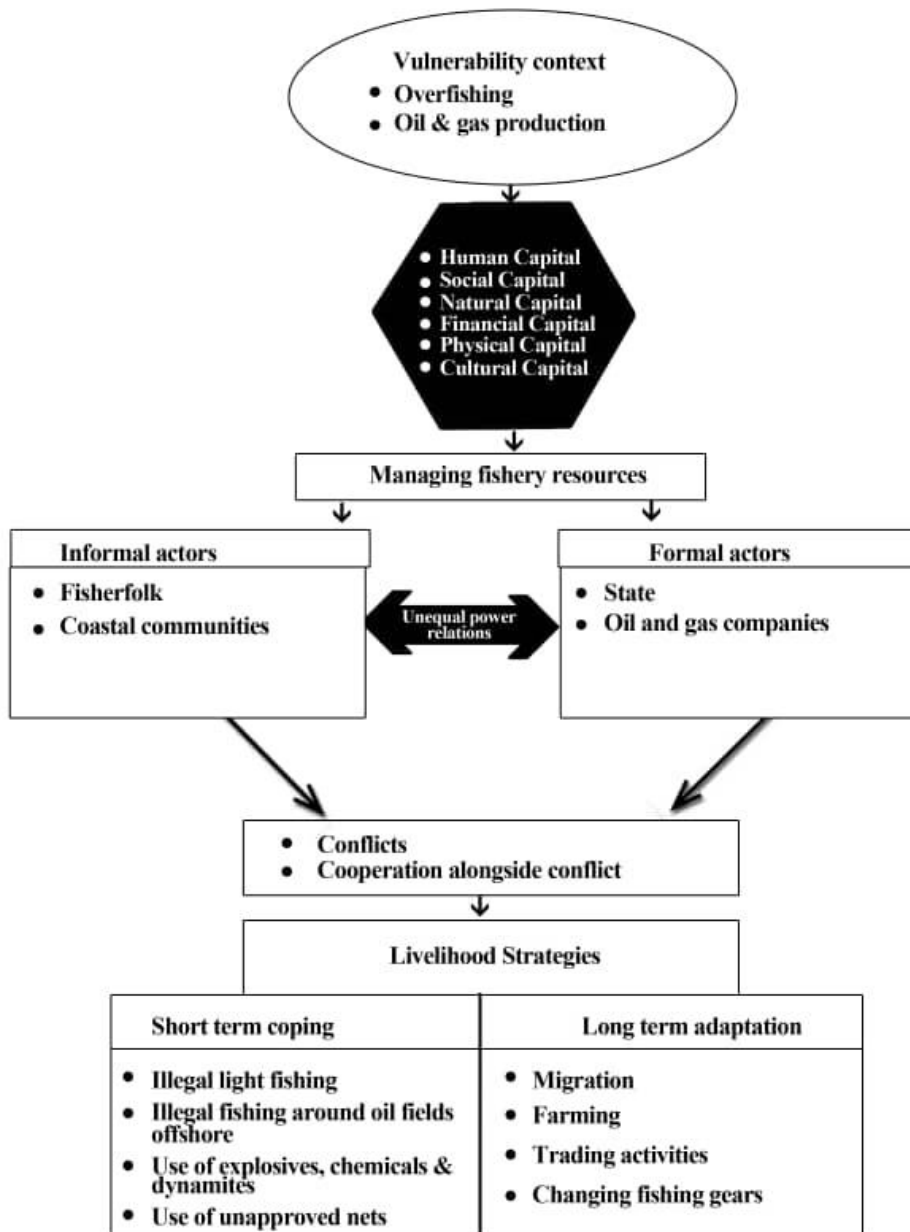 Vulnerability context
• Overfishing
• Oil & gas production
• Human Capital
• Social Capital
• Natural Capital
• Financial Capital
• Physical Capital
• Cultural Capital
Managing fishery resources
Informal actors
• Fisherfolk
• Coastal communities
Unequal power
relations
Formal actors
• State
• Oil and gas companies
• Conflicts
• Cooperation alongside conflict
Livelihood Strategies
Short term coping
• Illegal light fishing
• Illegal fishing around oil fields
offshore
• Use of explosives, chemicals &
dynamites
• Use of unapproved nets
Long term adaptation
• Migration
• Farming
• Trading activities
• Changing fishing gears